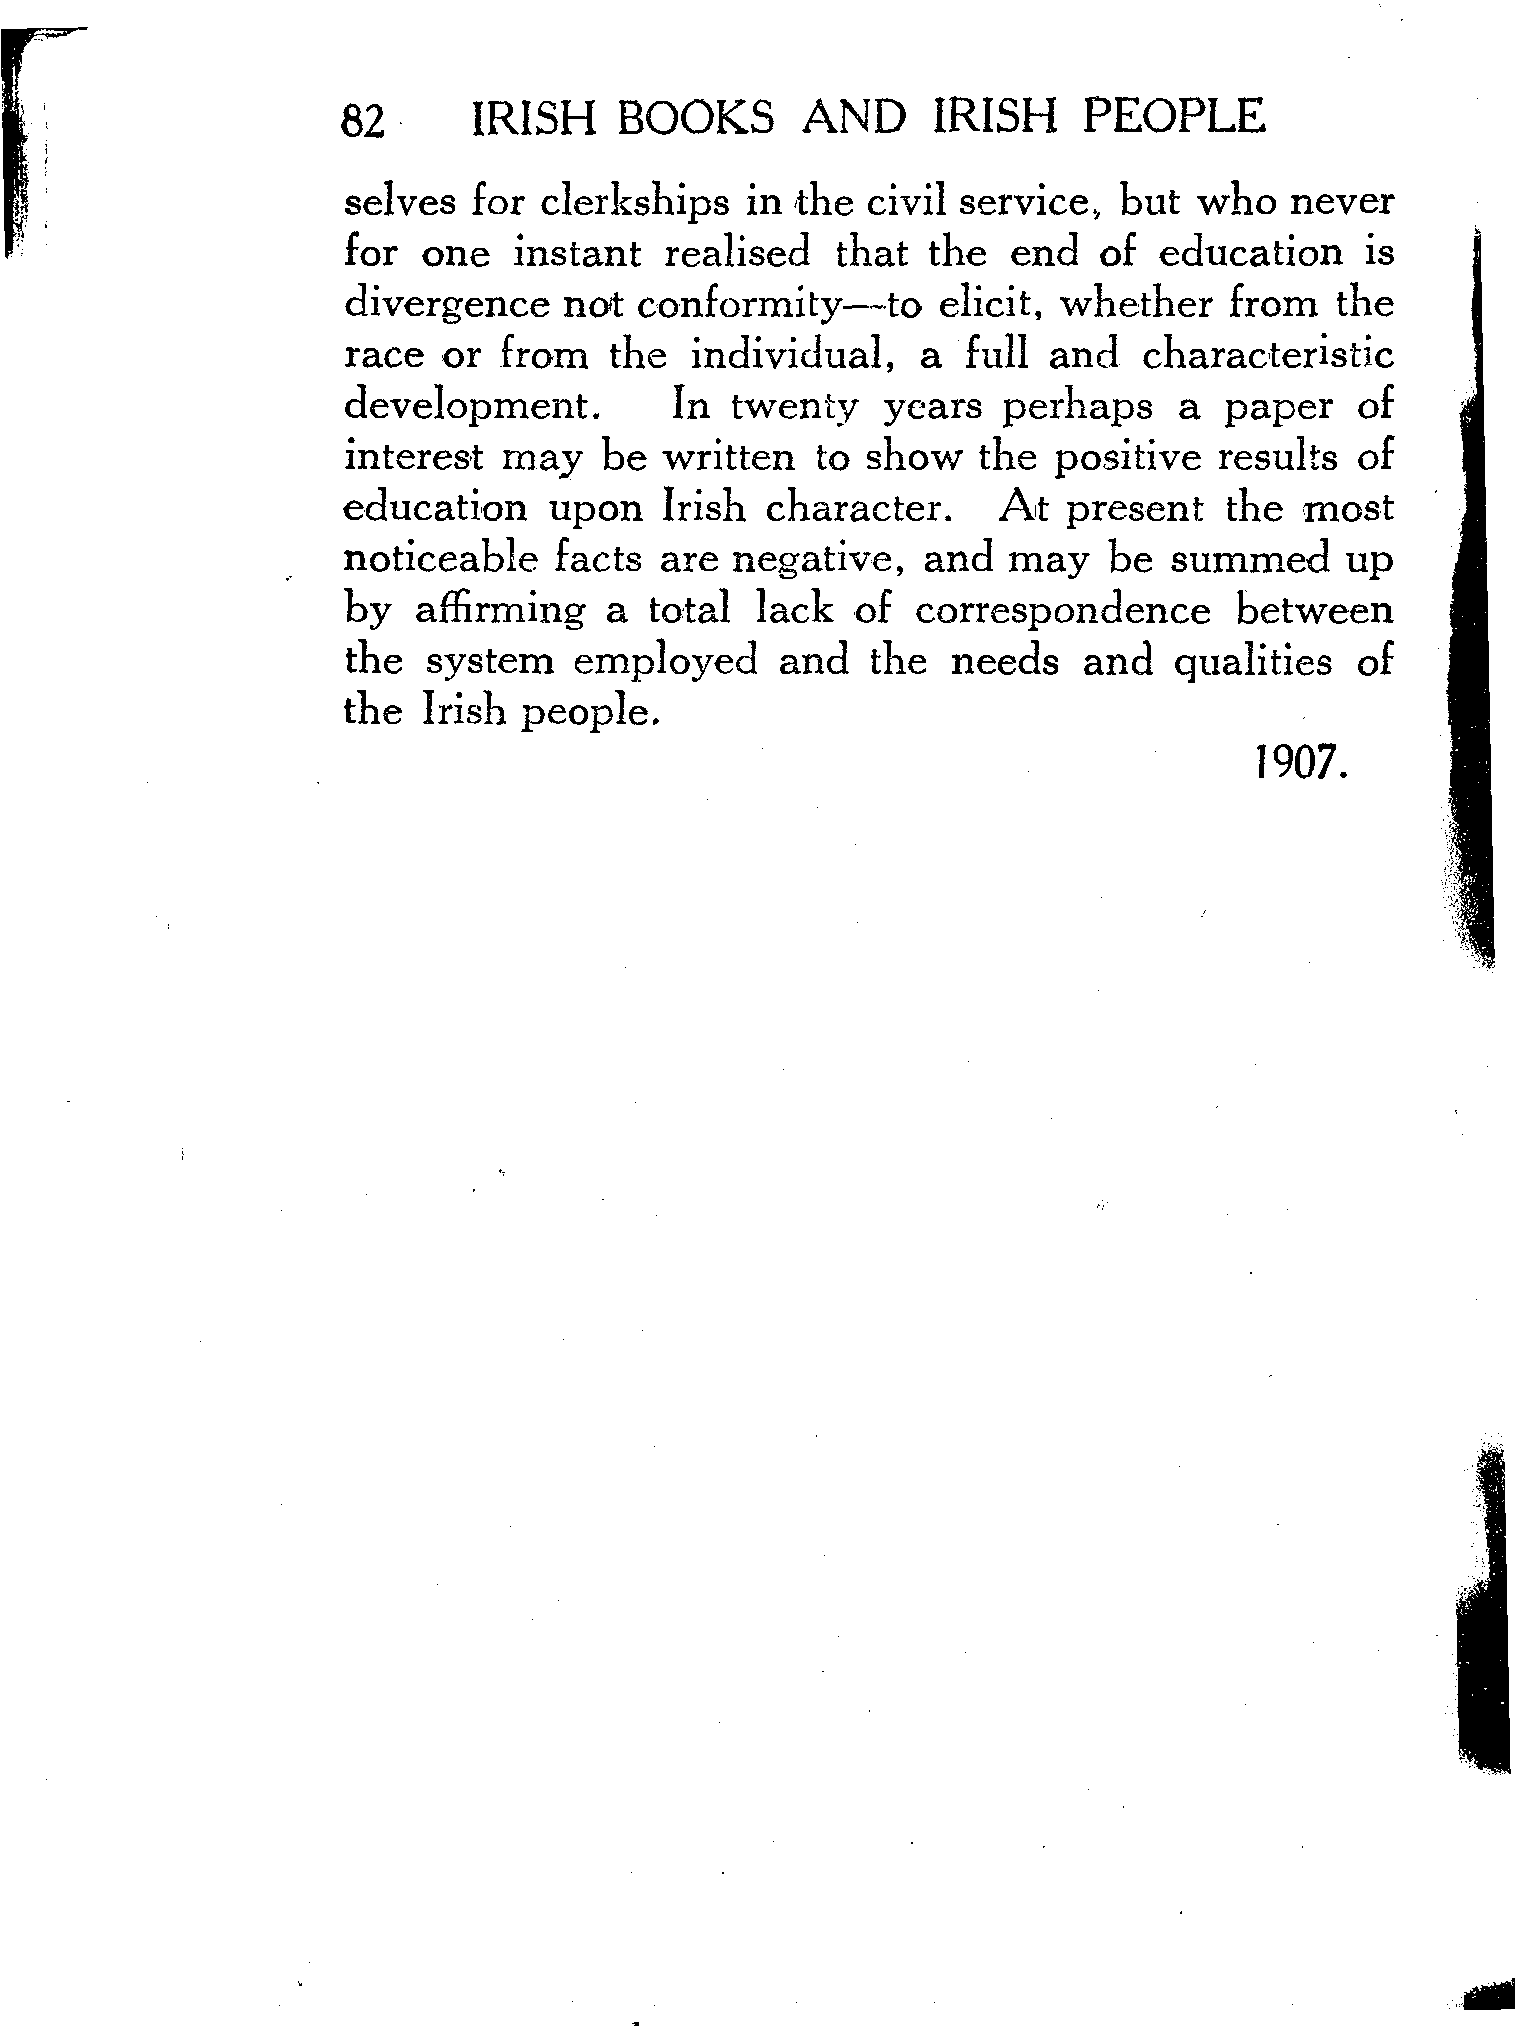 82 IRISH BOOKS AND IRISH PEOPLE
selves for clerkships in the civil service, but who never
for one instant realised that the end of education is
divergence not conformity—to elicit, whether from the
race or from the individual, a full and characteristic
development. In twenty years perhaps a paper of
interest may be written to show the positive results of
education upon Irish character. At present the most
noticeable facts are negative, and may be summed up
by affirming a total lack of correspondence between
the system employed and the needs and qualities of
the Irish people.
1907.